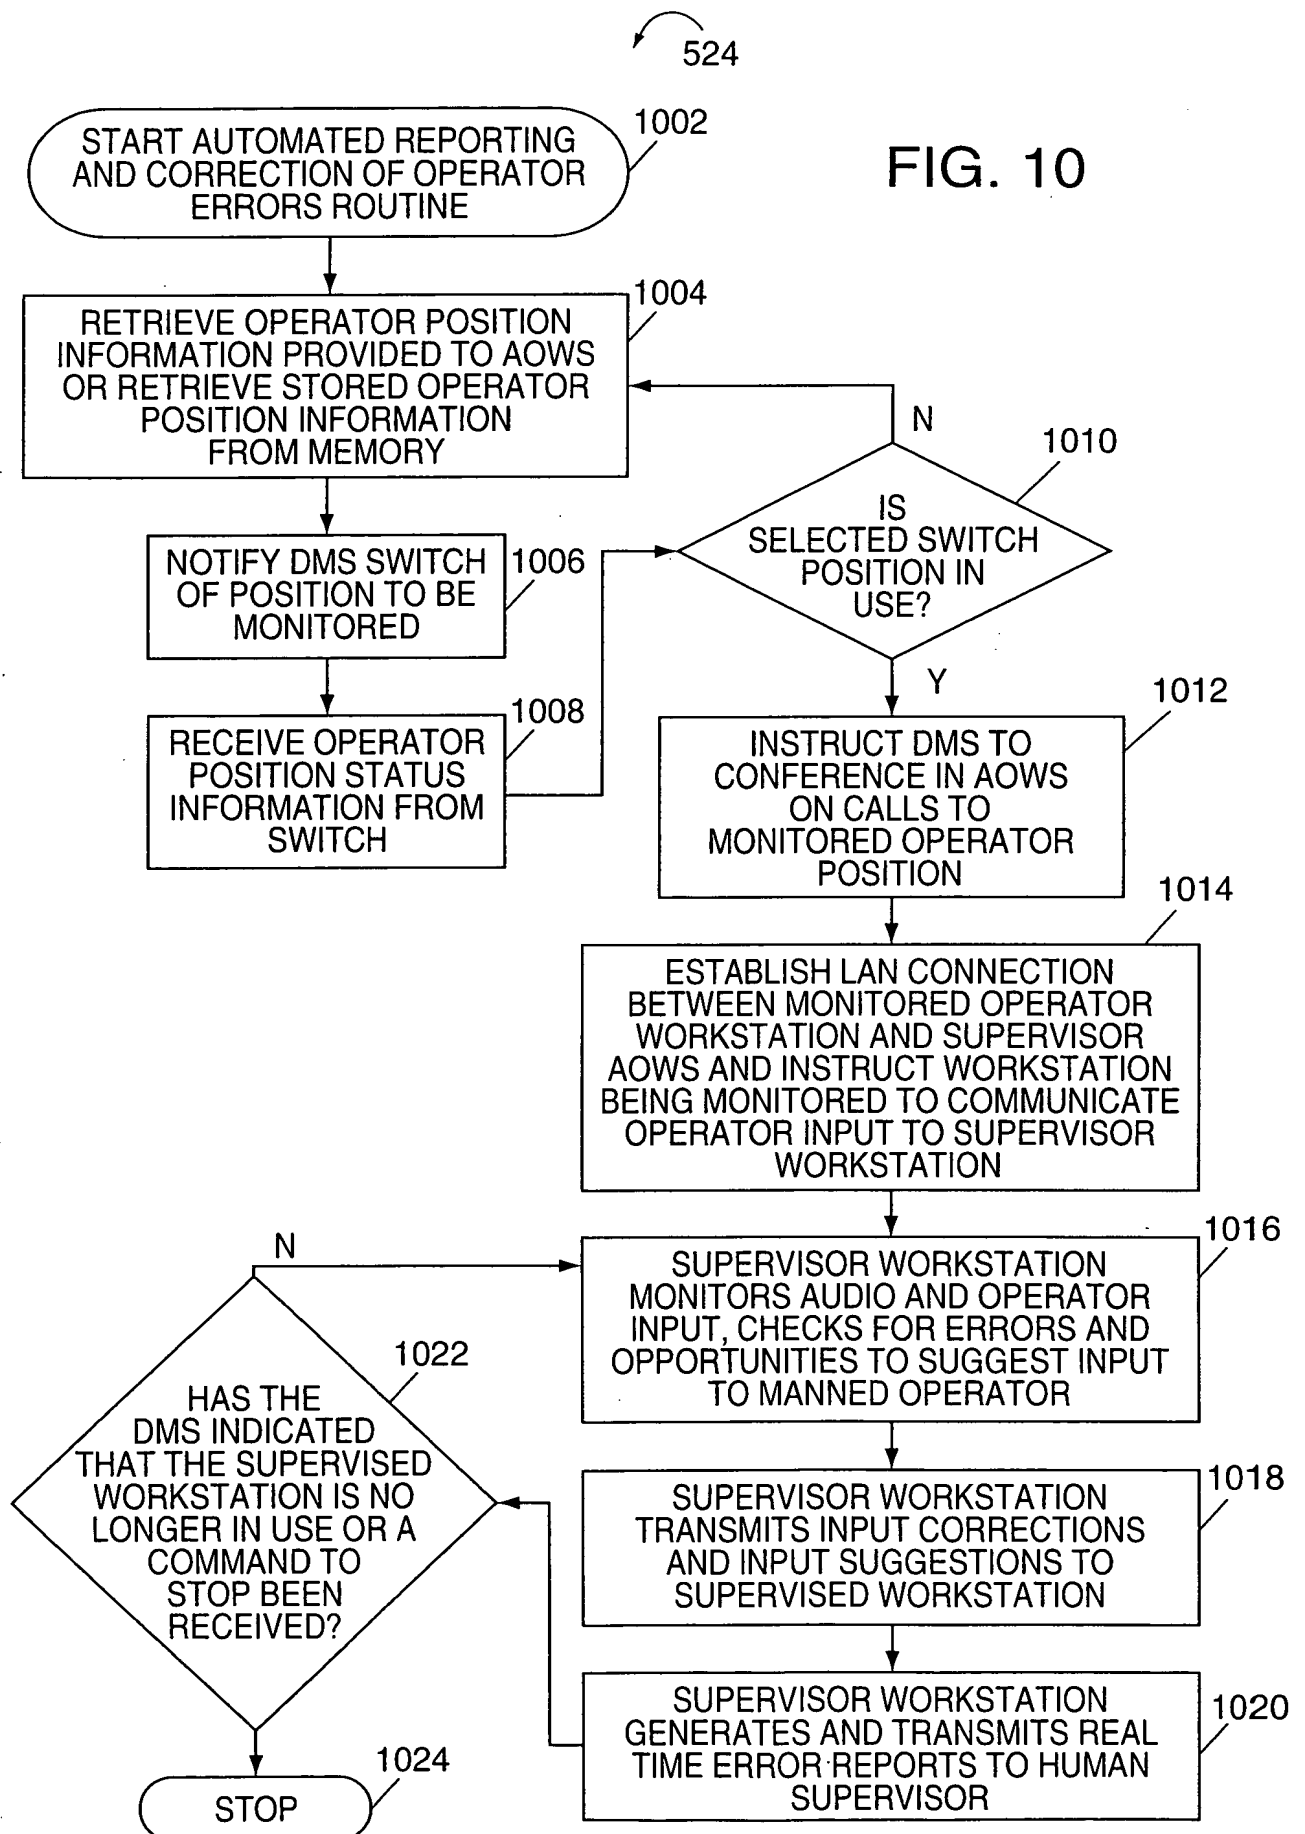 524
FIG. 10
1002
START AUTOMATED REPORTING
AND CORRECTION OF OPERATOR
ERRORS ROUTINE
1004
RETRIEVE OPERATOR POSITION
INFORMATION PROVIDED TO AOWS
OR RETRIEVE STORED OPERATOR
POSITION INFORMATION
FROM MEMORY
1006
NOTIFY DMS SWITCH
OF POSITION TO BE
MONITORED
1008
RECEIVE OPERATOR
POSITION STATUS
INFORMATION FROM
SWITCH
N
1010
IS
SELECTED SWITCH
POSITION IN
USE?
Y
1012
INSTRUCT DMS TO
CONFERENCE IN AOWS
ON CALLS TO
MONITORED OPERATOR
POSITION
1014
ESTABLISH LAN CONNECTION
BETWEEN MONITORED OPERATOR
WORKSTATION AND SUPERVISOR
AOWS AND INSTRUCT WORKSTATION
BEING MONITORED TO COMMUNICATE
OPERATOR INPUT TO SUPERVISOR
WORKSTATION
1016
SUPERVISOR WORKSTATION
MONITORS AUDIO AND OPERATOR
INPUT, CHECKS FOR ERRORS AND
OPPORTUNITIES TO SUGGEST INPUT
TO MANNED OPERATOR
1018
SUPERVISOR WORKSTATION
TRANSMITS INPUT CORRECTIONS
AND INPUT SUGGESTIONS TO
SUPERVISED WORKSTATION
1020
SUPERVISOR WORKSTATION
GENERATES AND TRANSMITS REAL
TIME ERROR REPORTS TO HUMAN
SUPERVISOR
N
1022
HAS THE
DMS INDICATED
THAT THE SUPERVISED
WORKSTATION IS NO
LONGER IN USE OR A
COMMAND TO
STOP BEEN
RECEIVED?
1024
STOP